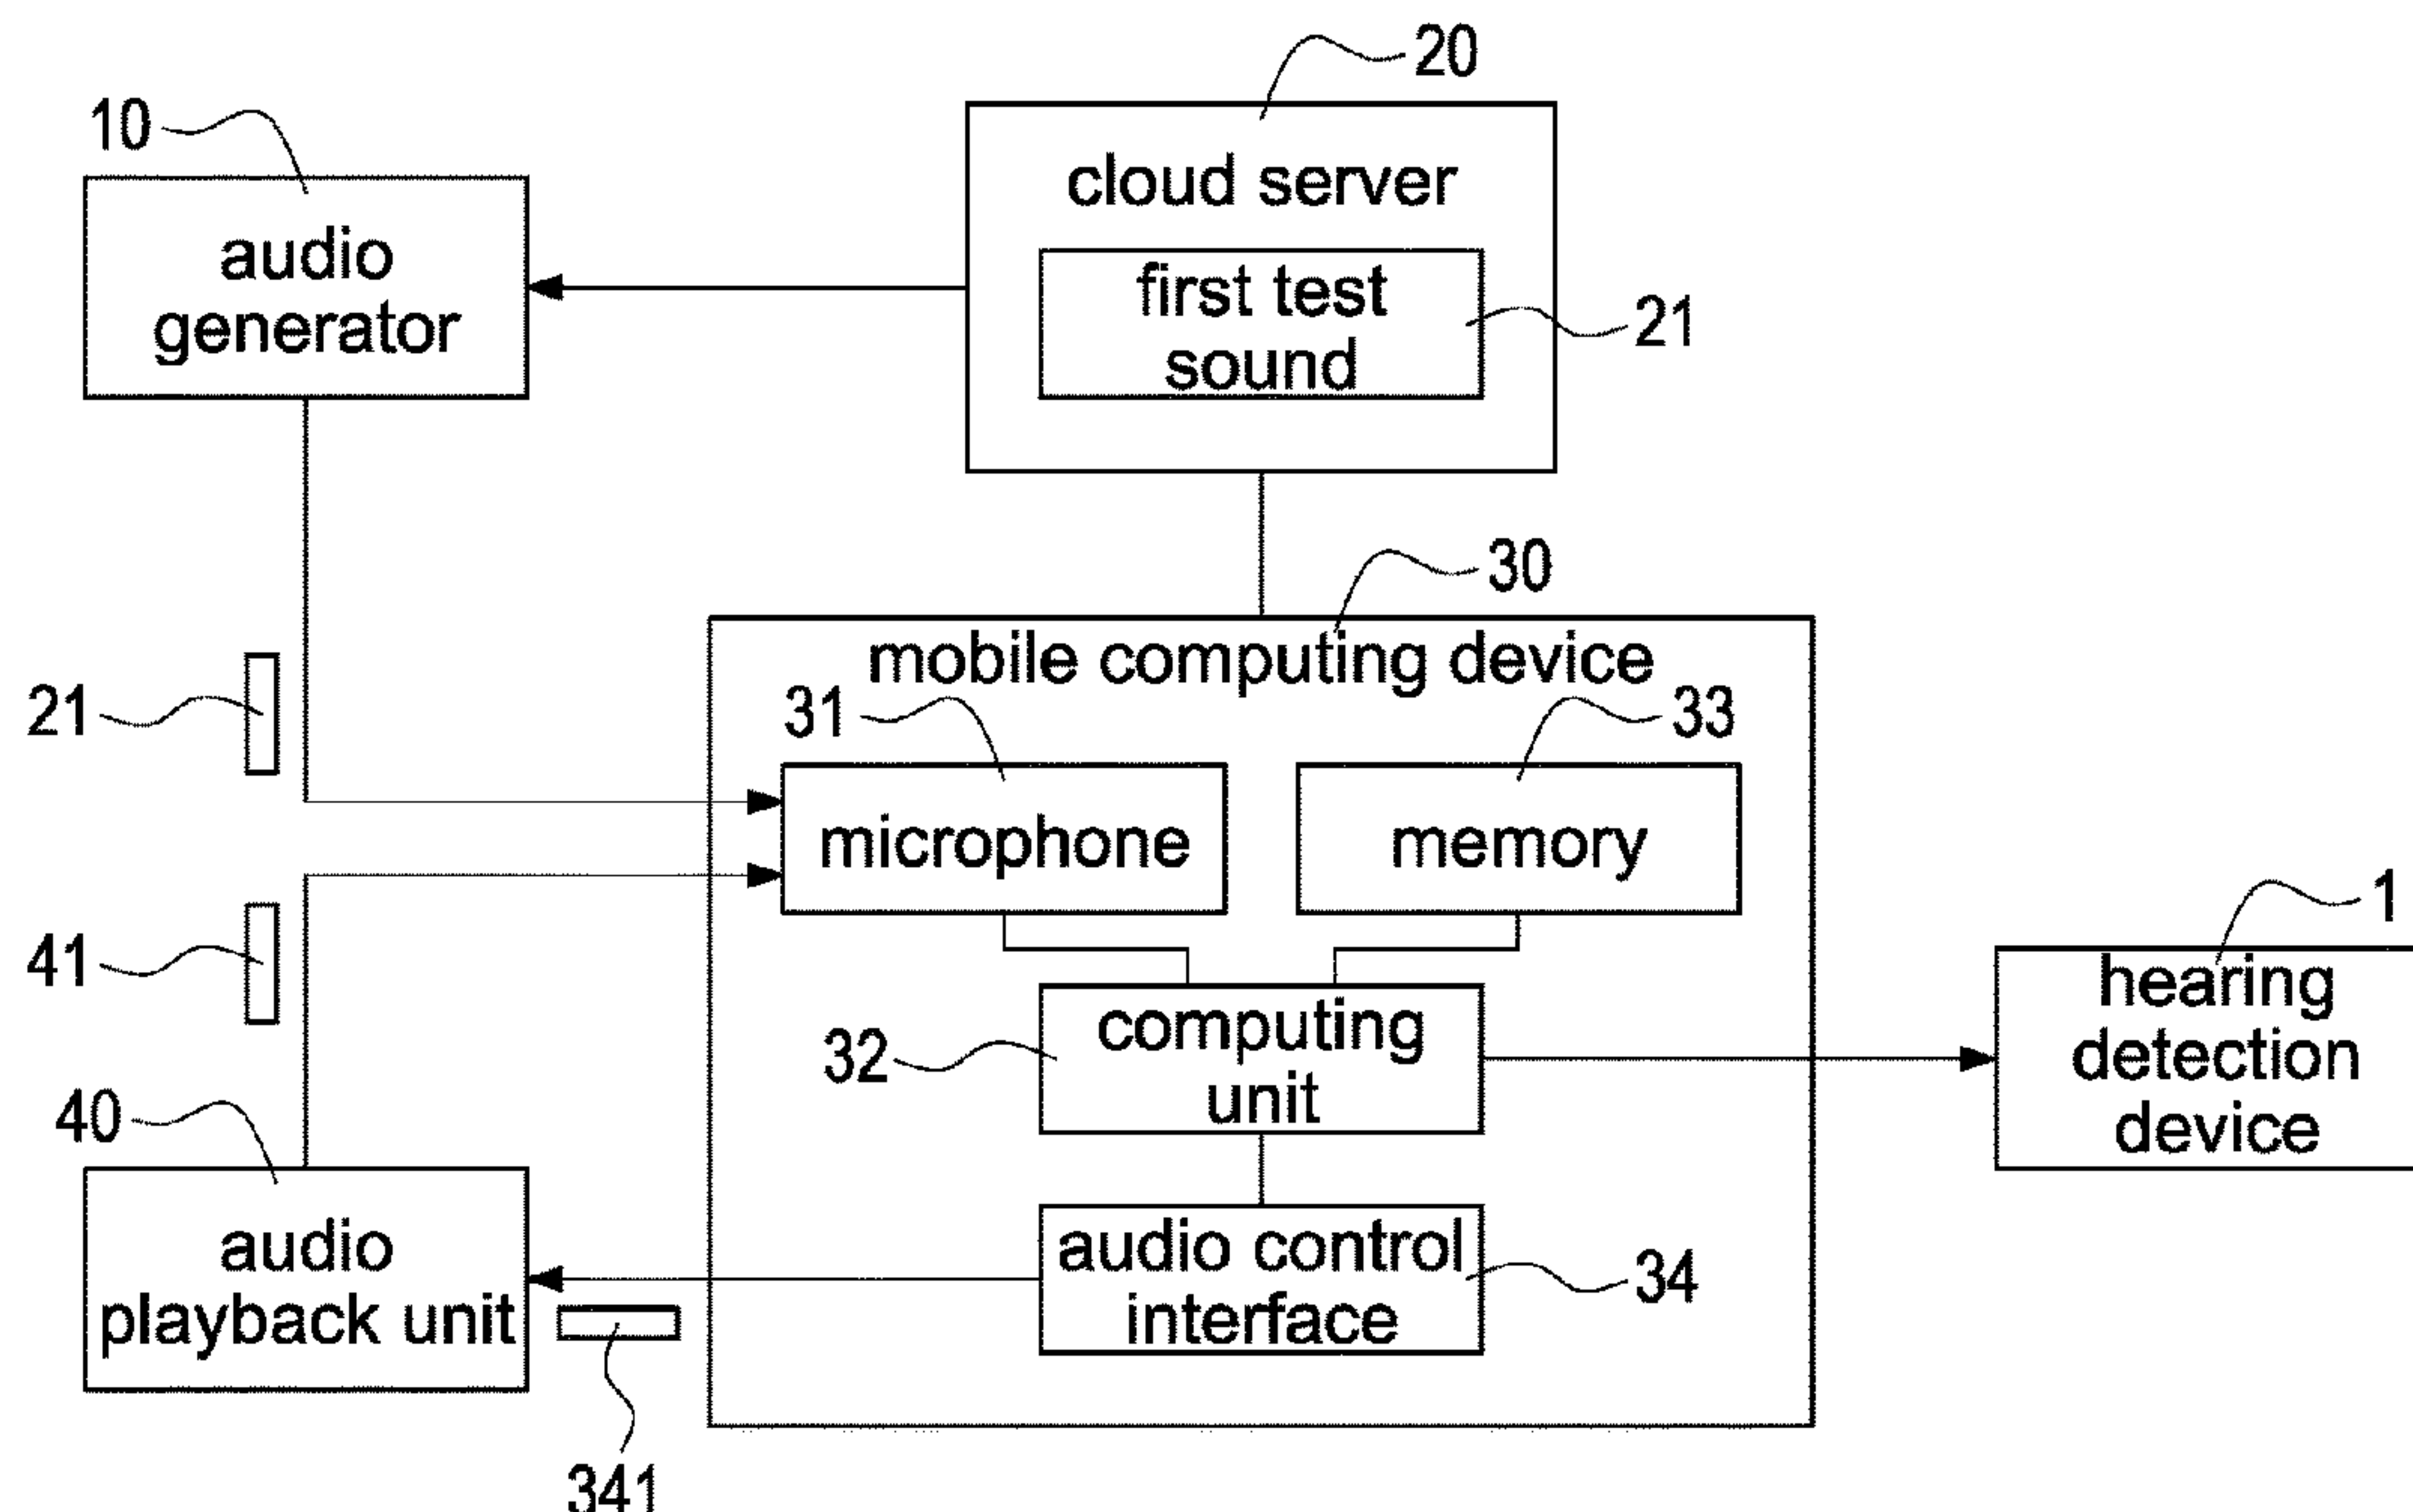 20
10
cloud server
audio
generator
first test
sound
21
30
mobile computing device
21
31
33
microphone
memory
1
41
hearing
detection
device
32
computing
unit
40
audio
playback unit
audio control
interface
34
341